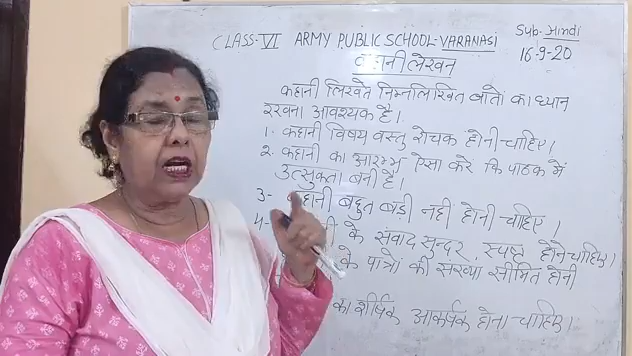 Sub- Hindi
CLASS-VI ARMY PUBLIC SCHOOL-VARANASI
16-9-20
कहानी लेखन
कहानी लिखते निम्नलिखित बातों का ध्यान
रखना आवश्यक है।
1. कहानी विषय वस्तु रोचक होनी चाहिए।
2. कहानी का आरम्भ ऐसा करे कि पाठक में
उत्सुकता बनी है।
3- कहानी बहुत बड़ी नही होनी चाहिए।
4- के संवाद सुन्दर, स्पष्ट होने चाहिए।
के पात्रों की संख्या सीमित होनी
का शीर्षक आकर्षक होना चाहिए।